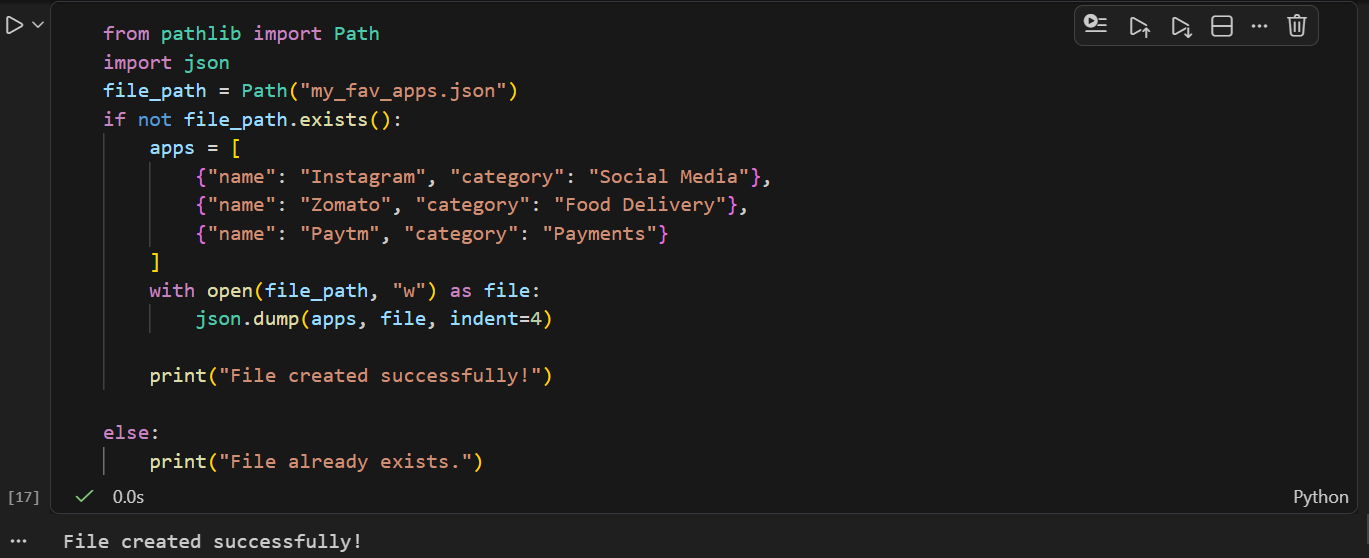 from pathlib import Path
import json
file_path = Path("my_fav_apps.json")
if not file_path.exists():
    apps = [
        {"name": "Instagram", "category": "Social Media"},
        {"name": "Zomato", "category": "Food Delivery"},
        {"name": "Paytm", "category": "Payments"}
    ]
    with open(file_path, "w") as file:
        json.dump(apps, file, indent=4)
    print("File created successfully!")
else:
    print("File already exists.")
[17]
0.0s
Python
File created successfully!